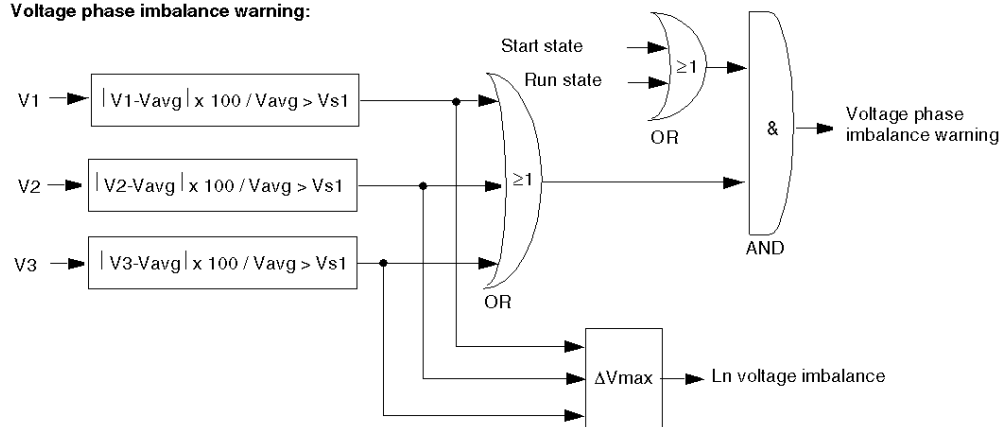 Voltage phase imbalance warning:
Start state
Run state
≥1
OR
V1
|V1-Vavg| x 100 / Vavg > Vs1
V2
|V2-Vavg| x 100 / Vavg > Vs1
V3
|V3-Vavg| x 100 / Vavg > Vs1
≥1
OR
&
AND
Voltage phase
imbalance warning
ΔVmax
Ln voltage imbalance